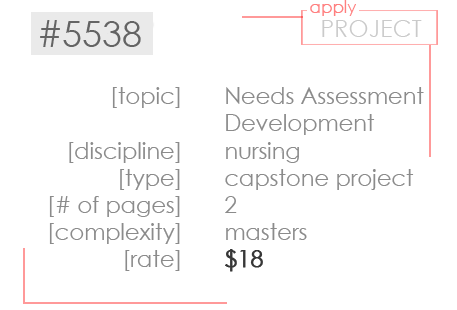 #5538
apply
PROJECT
[topic] Needs Assessment
Development
[discipline] nursing
[type] capstone project
[# of pages] 2
[complexity] masters
[rate] $18